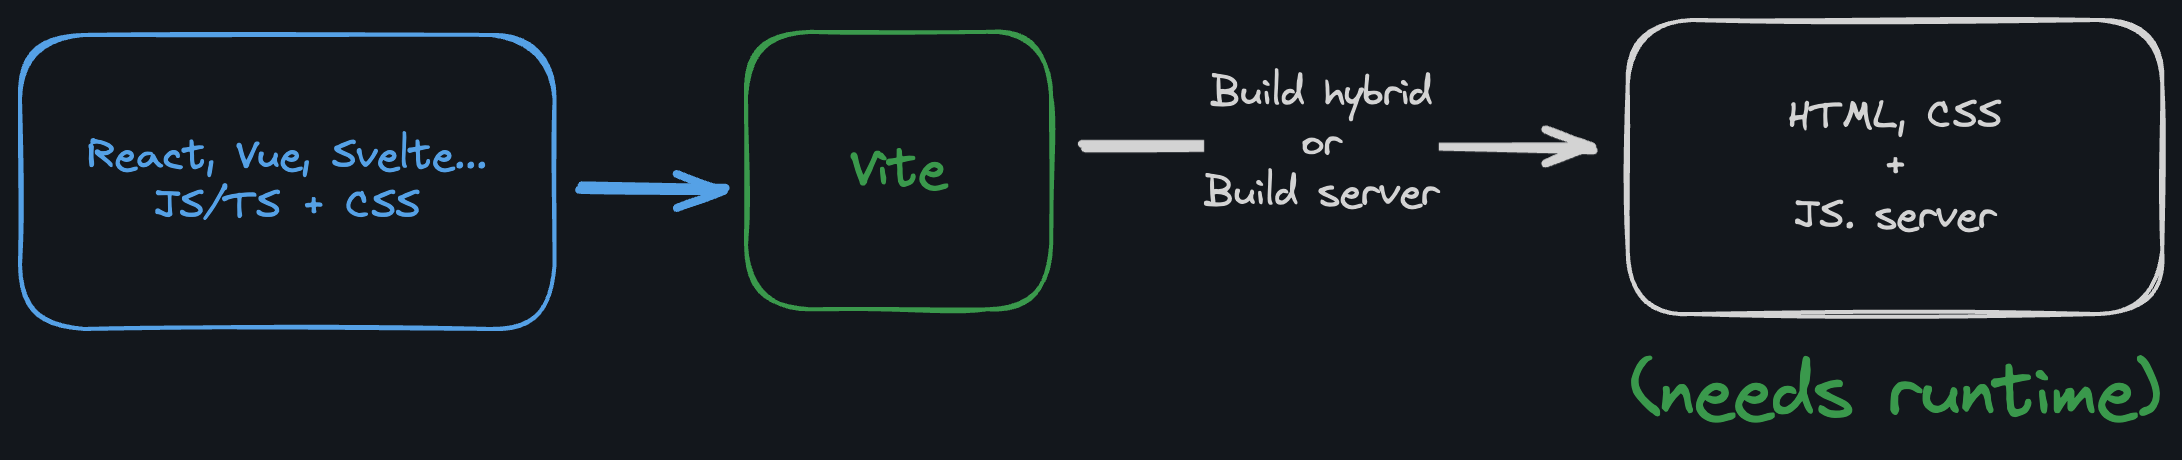 React, Vue, Svelte...
JS/TS + CSS
Vite
Build hybrid
or
Build server
HTML, CSS
+
JS. server
(needs runtime)